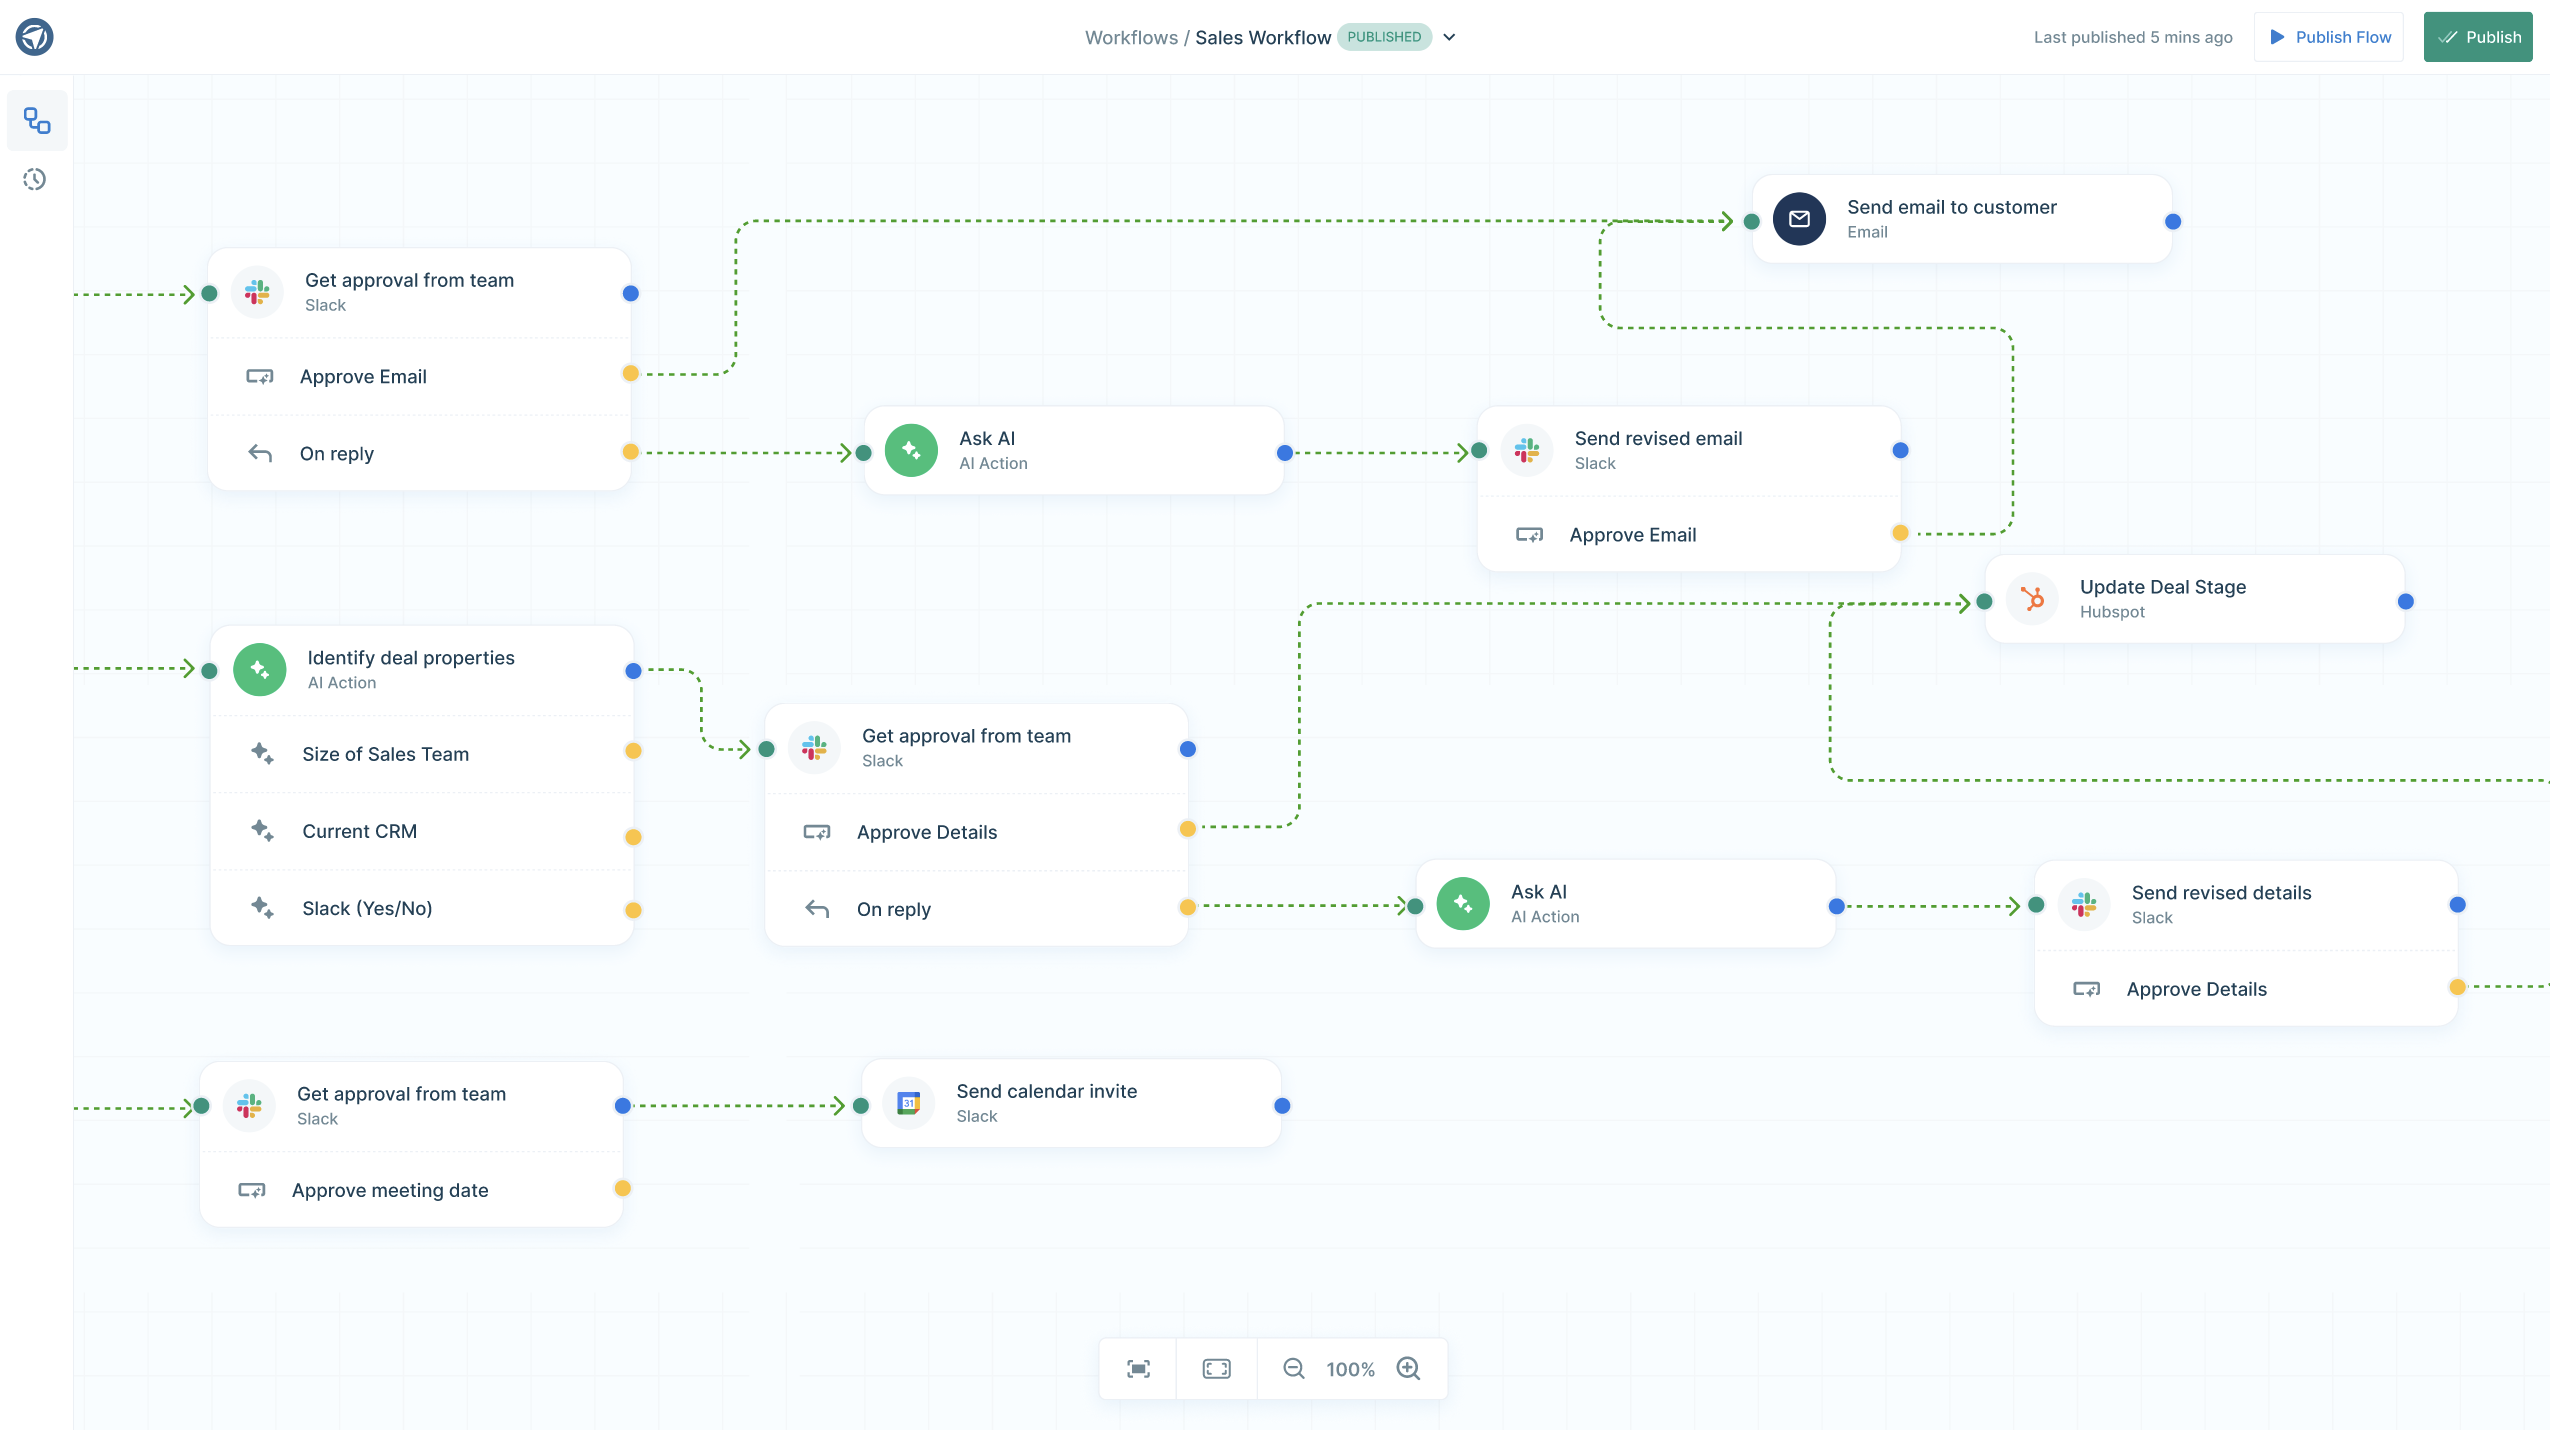 Workflows / Sales Workflow PUBLISHED
Last published 5 mins ago
Publish Flow
Publish
Send email to customer
Email
Get approval from team
Slack
Approve Email
On reply
Ask AI
AI Action
Send revised email
Slack
Approve Email
Update Deal Stage
Hubspot
Identify deal properties
AI Action
Size of Sales Team
Current CRM
Slack (Yes/No)
Get approval from team
Slack
Approve Details
On reply
Ask AI
AI Action
Send revised details
Slack
Approve Details
Get approval from team
Slack
Approve meeting date
31
Send calendar invite
Slack
100%